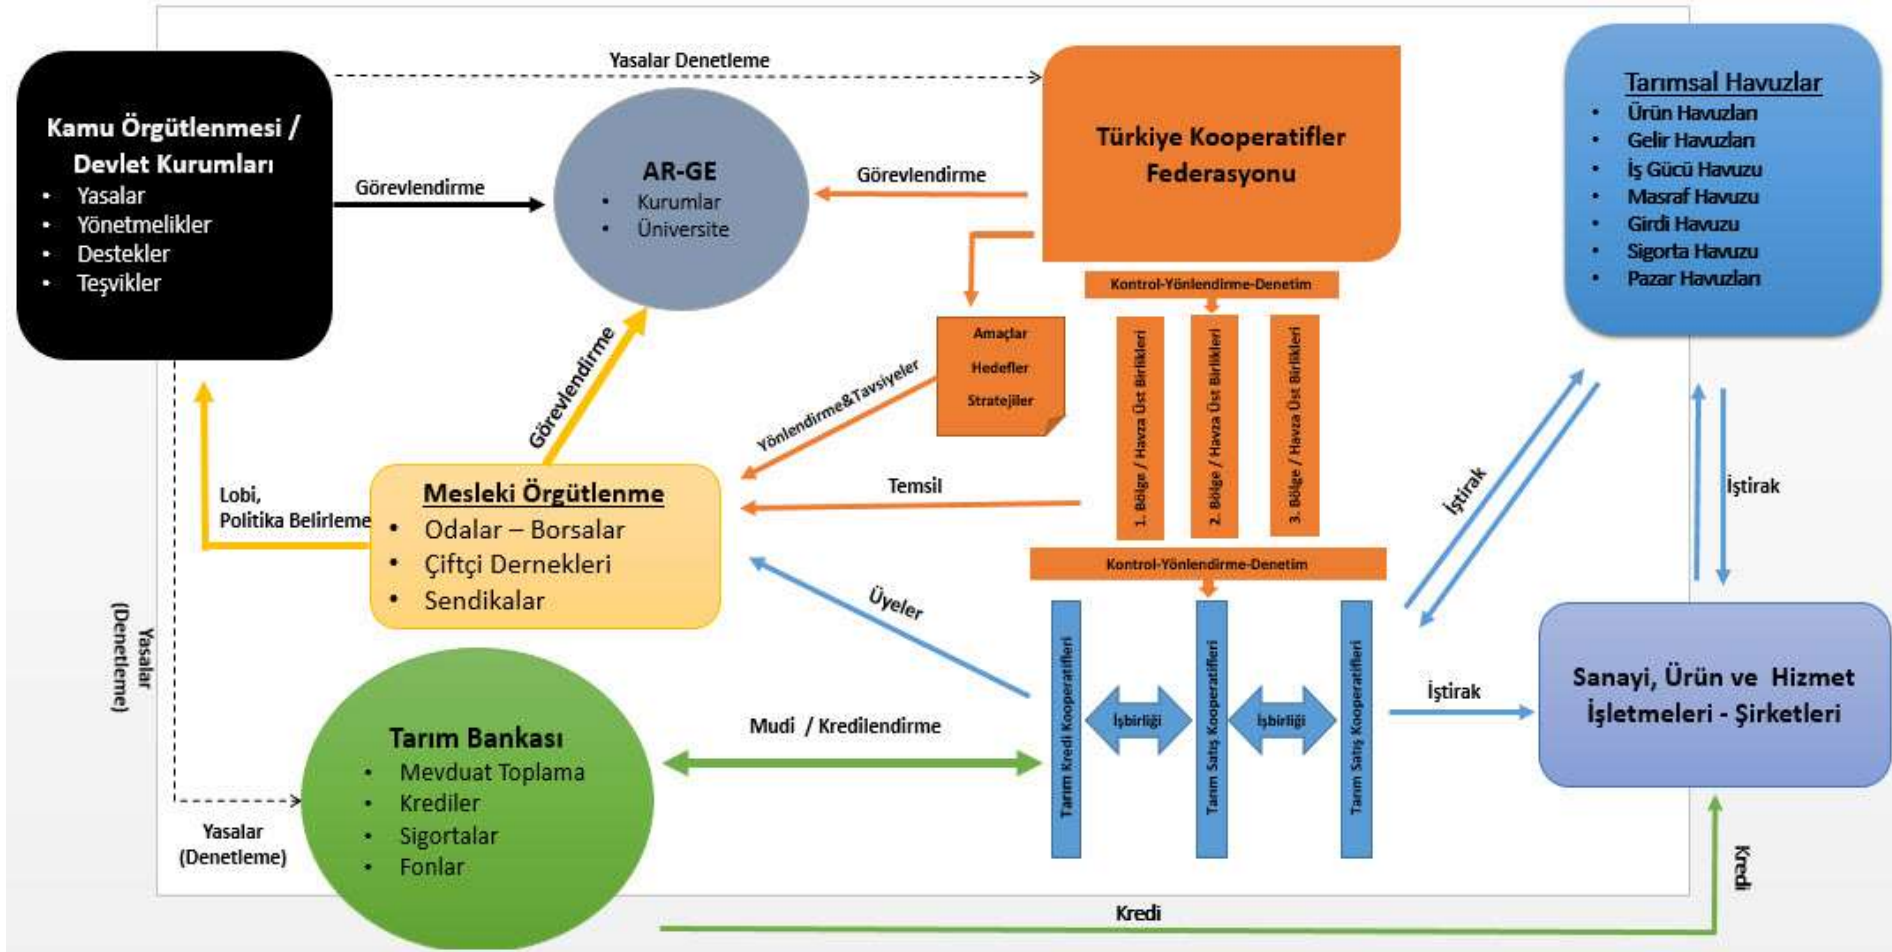 Kamu Örgütlenmesi /
Devlet Kurumları
• Yasalar
• Yönetmelikler
• Destekler
• Teşvikler
Yasalar Denetleme
Görevlendirme
AR-GE
• Kurumlar
• Üniversite
Görevlendirme
Türkiye Kooperatifler
Federasyonu
Tarımsal Havuzlar
• Ürün Havuzları
• Gelir Havuzları
• İş Gücü Havuzu
• Masraf Havuzu
• Girdi Havuzu
• Sigorta Havuzu
• Pazar Havuzları
Kontrol-Yönlendirme-Denetim
Amaçlar
Hedefler
Stratejiler
1. Bölge / Havza Üst Birlikleri
2. Bölge / Havza Üst Birlikleri
3. Bölge / Havza Üst Birlikleri
Görevlendirme
Yönlendirme&Tavsiyeler
Temsil
Lobi,
Politika Belirleme
Mesleki Örgütlenme
• Odalar – Borsalar
• Çiftçi Dernekleri
• Sendikalar
Kontrol-Yönlendirme-Denetim
Üyeler
İştirak
İştirak
Yasalar
(Denetleme)
Tarım Kredi Kooperatifleri
İşbirliği
Tarım Satış Kooperatifleri
İşbirliği
Tarım Satış Kooperatifleri
İştirak
Sanayi, Ürün ve Hizmet
İşletmeleri - Şirketleri
Mudi / Kredilendirme
Tarım Bankası
• Mevduat Toplama
• Krediler
• Sigortalar
• Fonlar
Yasalar
(Denetleme)
Kredi
Kredi